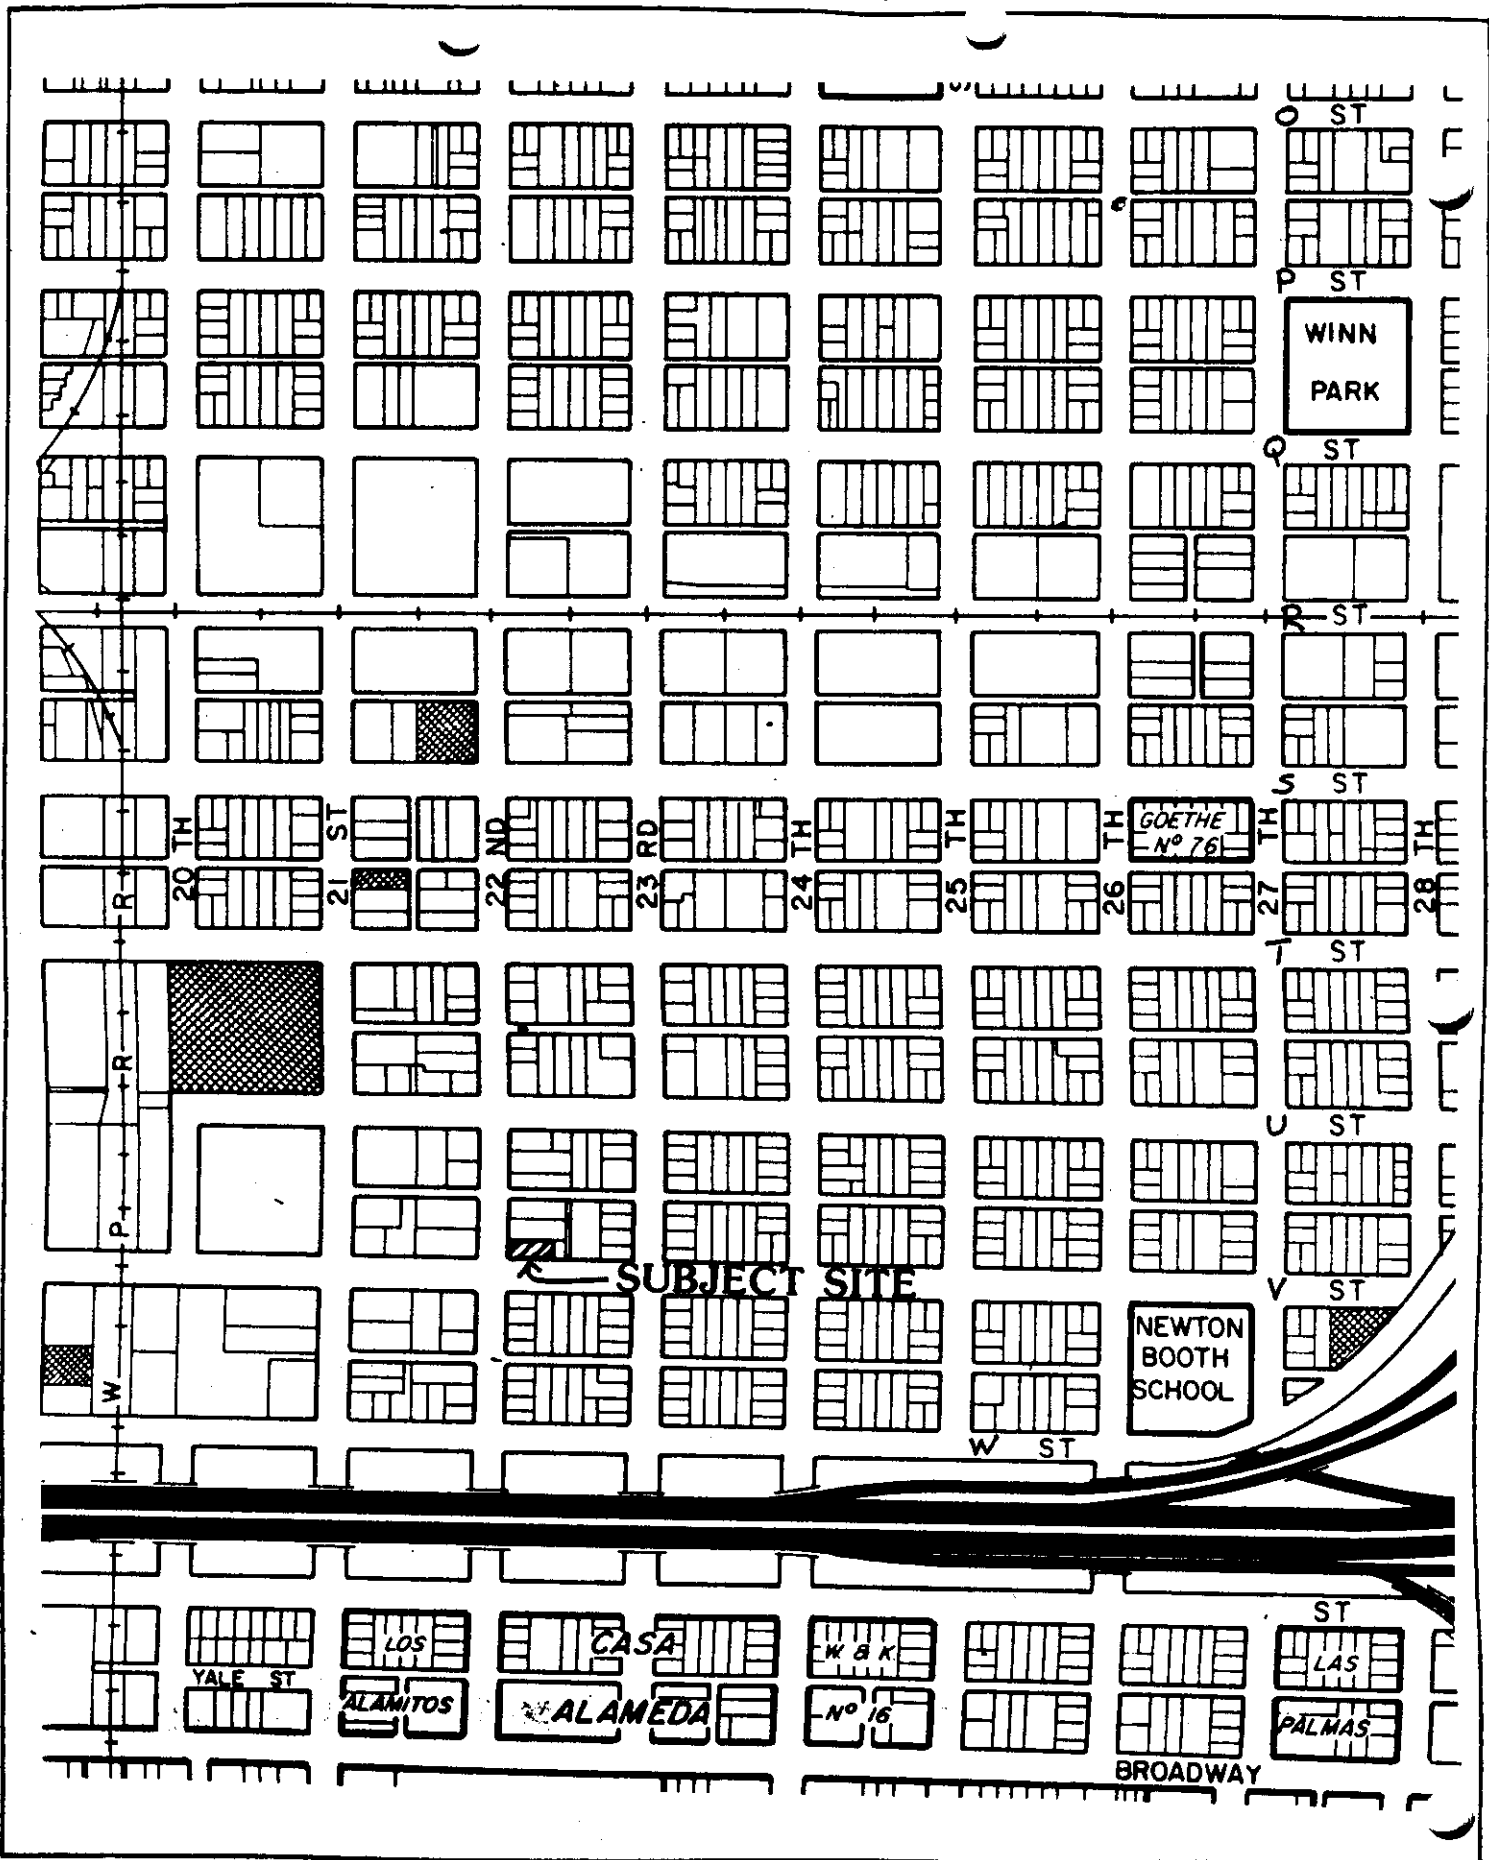 O ST
P ST
WINN
PARK
Q ST
R ST
S ST
20 TH
21 ST
22 ND
23 RD
24 TH
25 TH
26 TH
27 TH
28 TH
GOETHE
Nº 76
T ST
U ST
SUBJECT SITE
V ST
NEWTON
BOOTH
SCHOOL
W ST
W P R R
ST
LOS
ALAMITOS
CASA
ALAMEDA
W. & K.
Nº 16
LAS
PALMAS
YALE ST
BROADWAY